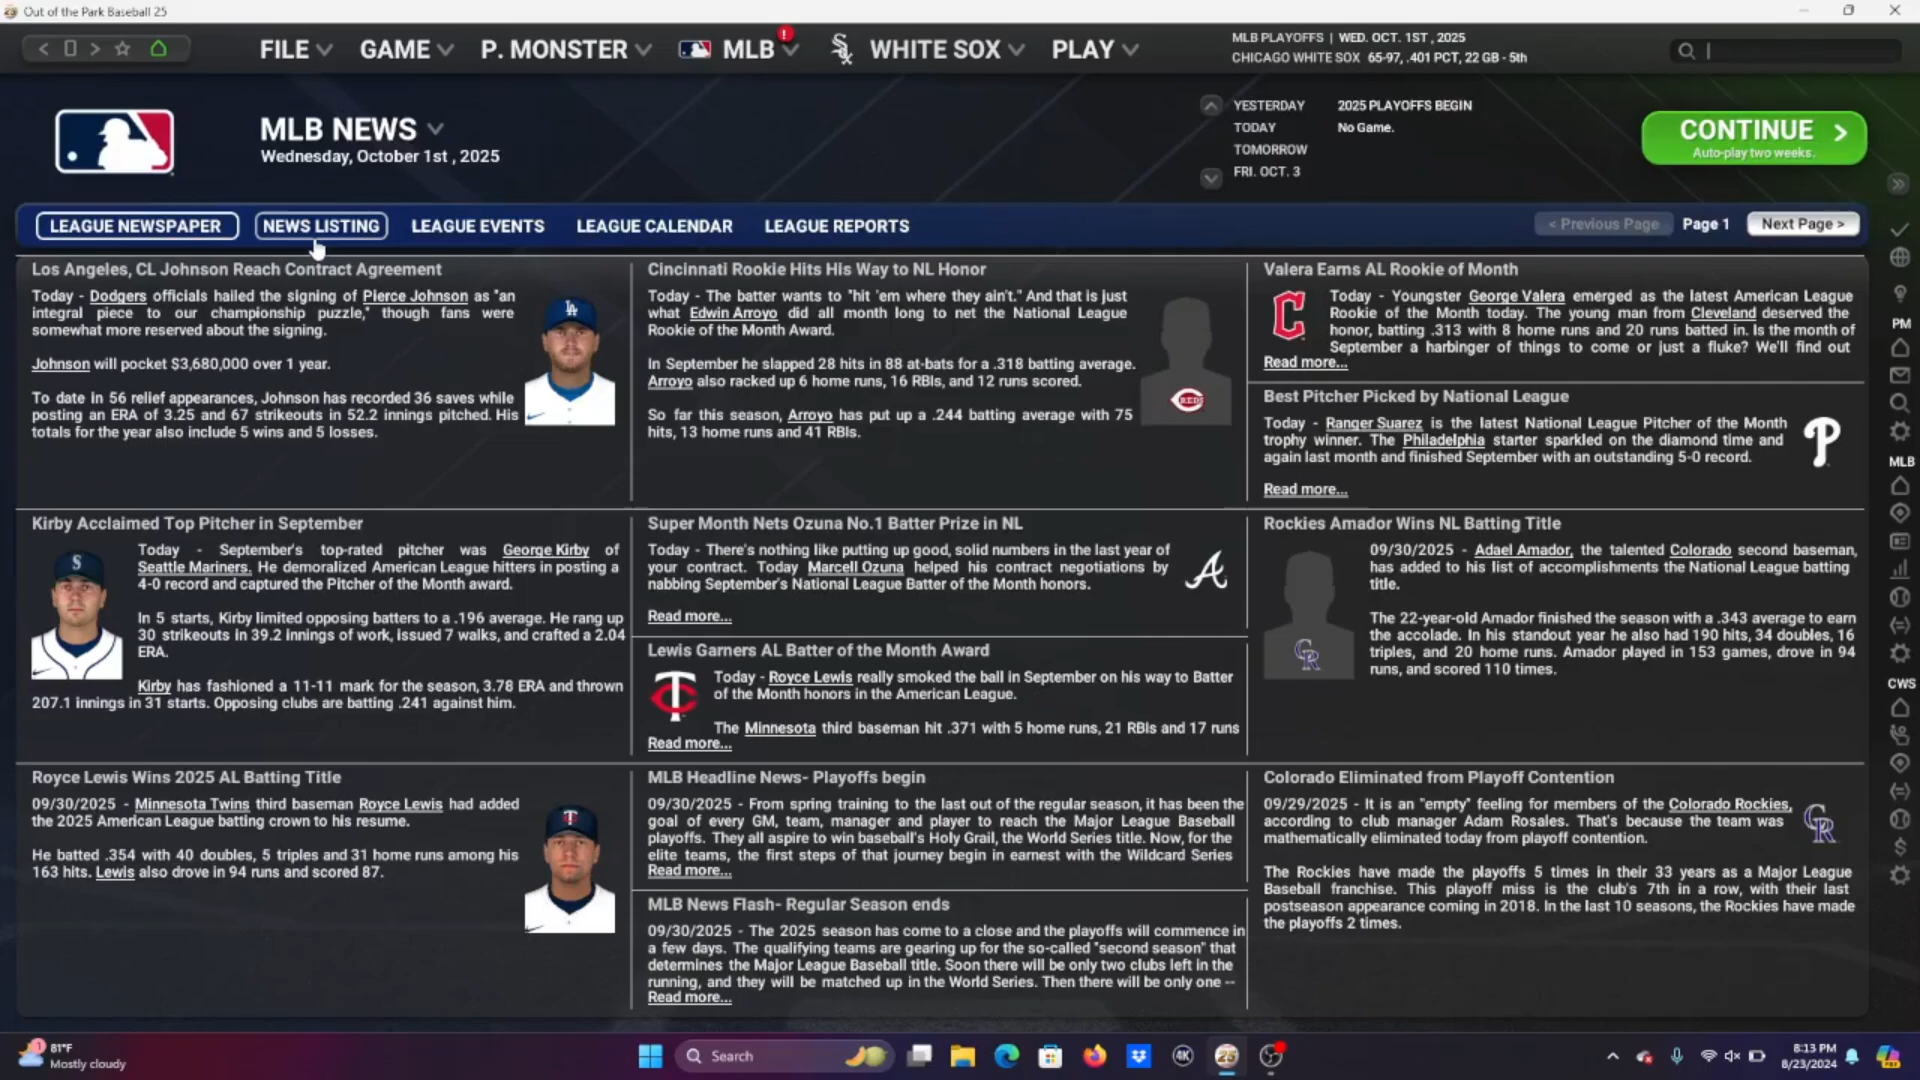 Out of the Park Baseball 25
FILE
GAME
P. MONSTER
MLB
WHITE SOX
PLAY
MLB PLAYOFFS | WED. OCT. 1ST , 2025
CHICAGO WHITE SOX 65-97, .401 PCT, 22 GB - 5th
MLB NEWS
Wednesday, October 1st , 2025
YESTERDAY 2025 PLAYOFFS BEGIN
TODAY No Game.
TOMORROW
FRI. OCT. 3
CONTINUE >
Auto-play two weeks.
LEAGUE NEWSPAPER
NEWS LISTING
LEAGUE EVENTS
LEAGUE CALENDAR
LEAGUE REPORTS
< Previous Page
Page 1
Next Page >
Los Angeles, CL Johnson Reach Contract Agreement
Today - Dodgers officials hailed the signing of Pierce Johnson as "an
integral piece to our championship puzzle," though fans were
somewhat more reserved about the signing.
Johnson will pocket $3,680,000 over 1 year.
To date in 56 relief appearances, Johnson has recorded 36 saves while
posting an ERA of 3.25 and 67 strikeouts in 52.2 innings pitched. His
totals for the year also include 5 wins and 5 losses.
Cincinnati Rookie Hits His Way to NL Honor
Today - The batter wants to "hit 'em where they ain't." And that is just
what Edwin Arroyo did all month long to net the National League
Rookie of the Month Award.
In September he slapped 28 hits in 88 at-bats for a .318 batting average.
Arroyo also racked up 6 home runs, 16 RBIs, and 12 runs scored.
So far this season, Arroyo has put up a .244 batting average with 75
hits, 13 home runs and 41 RBIs.
REDS
Valera Earns AL Rookie of Month
Today - Youngster George Valera emerged as the latest American League
Rookie of the Month today. The young man from Cleveland deserved the
honor, batting .313 with 8 home runs and 20 runs batted in. Is the month of
September a harbinger of things to come or just a fluke? We'll find out
Read more...
Best Pitcher Picked by National League
Today - Ranger Suarez is the latest National League Pitcher of the Month
trophy winner. The Philadelphia starter sparkled on the diamond time and
again last month and finished September with an outstanding 5-0 record.
Read more...
Kirby Acclaimed Top Pitcher in September
Today - September's top-rated pitcher was George Kirby of
Seattle Mariners. He demoralized American League hitters in posting a
4-0 record and captured the Pitcher of the Month award.
In 5 starts, Kirby limited opposing batters to a .196 average. He rang up
30 strikeouts in 39.2 innings of work, issued 7 walks, and crafted a 2.04
ERA.
Kirby has fashioned a 11-11 mark for the season, 3.78 ERA and thrown
207.1 innings in 31 starts. Opposing clubs are batting .241 against him.
Super Month Nets Ozuna No.1 Batter Prize in NL
Today - There's nothing like putting up good, solid numbers in the last year of
your contract. Today Marcell Ozuna helped his contract negotiations by
nabbing September's National League Batter of the Month honors.
Read more...
Lewis Garners AL Batter of the Month Award
Today - Royce Lewis really smoked the ball in September on his way to Batter
of the Month honors in the American League.
The Minnesota third baseman hit .371 with 5 home runs, 21 RBIs and 17 runs
Read more...
Rockies Amador Wins NL Batting Title
09/30/2025 - Adael Amador, the talented Colorado second baseman,
has added to his list of accomplishments the National League batting
title.
The 22-year-old Amador finished the season with a .343 average to earn
the accolade. In his standout year he also had 190 hits, 34 doubles, 16
triples, and 20 home runs. Amador played in 153 games, drove in 94
runs, and scored 110 times.
Royce Lewis Wins 2025 AL Batting Title
09/30/2025 - Minnesota Twins third baseman Royce Lewis had added
the 2025 American League batting crown to his resume.
He batted .354 with 40 doubles, 5 triples and 31 home runs among his
163 hits. Lewis also drove in 94 runs and scored 87.
MLB Headline News- Playoffs begin
09/30/2025 - From spring training to the last out of the regular season, it has been the
goal of every GM, team, manager and player to reach the Major League Baseball
playoffs. They all aspire to win baseball's Holy Grail, the World Series title. Now, for the
elite teams, the first steps of that journey begin in earnest with the Wildcard Series
Read more...
MLB News Flash- Regular Season ends
09/30/2025 - The 2025 season has come to a close and the playoffs will commence in
a few days. The qualifying teams are gearing up for the so-called "second season" that
determines the Major League Baseball title. Soon there will be only two clubs left in the
running, and they will be matched up in the World Series. Then there will be only one --
Read more...
Colorado Eliminated from Playoff Contention
09/29/2025 - It is an "empty" feeling for members of the Colorado Rockies,
according to club manager Adam Rosales. That's because the team was
mathematically eliminated today from playoff contention.
The Rockies have made the playoffs 5 times in their 33 years as a Major League
Baseball franchise. This playoff miss is the club's 7th in a row, with their last
postseason appearance coming in 2018. In the last 10 seasons, the Rockies have made
the playoffs 2 times.
PM
MLB
CWS
81°F
Mostly cloudy
Search
4K
25
8:13 PM
8/23/2024